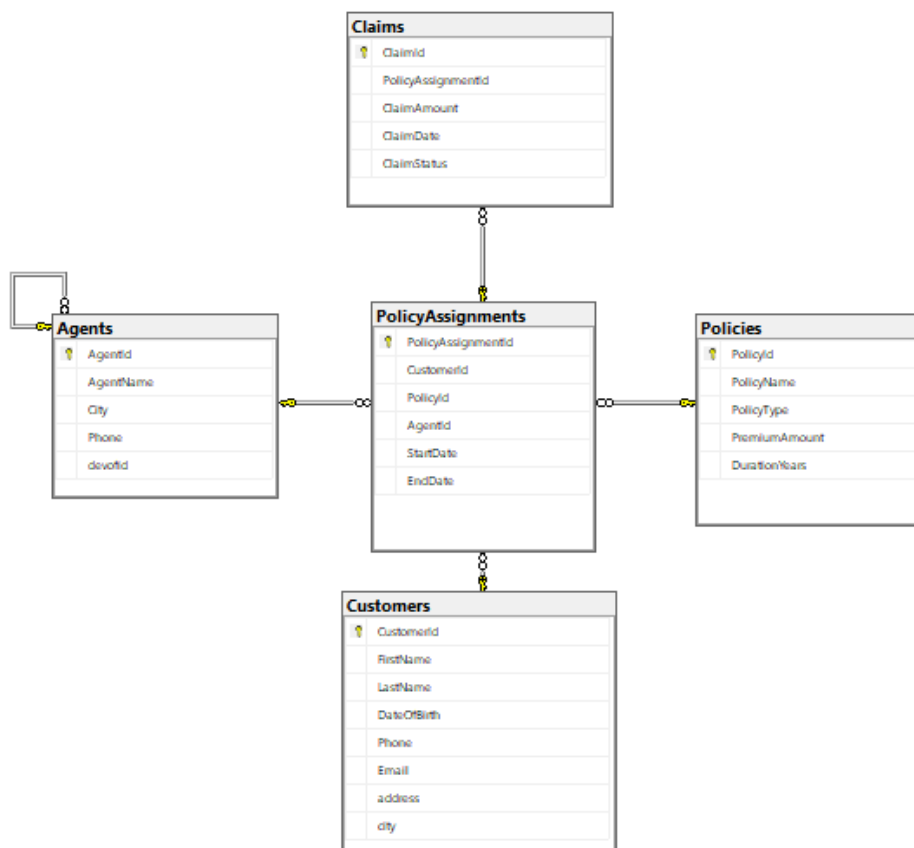 Claims
ClaimId
PolicyAssignmentId
ClaimAmount
ClaimDate
ClaimStatus
Agents
AgentId
AgentName
City
Phone
devofid
PolicyAssignments
PolicyAssignmentId
CustomerId
PolicyId
AgentId
StartDate
EndDate
Policies
PolicyId
PolicyName
PolicyType
PremiumAmount
DurationYears
Customers
CustomerId
FirstName
LastName
DateOfBirth
Phone
Email
address
city